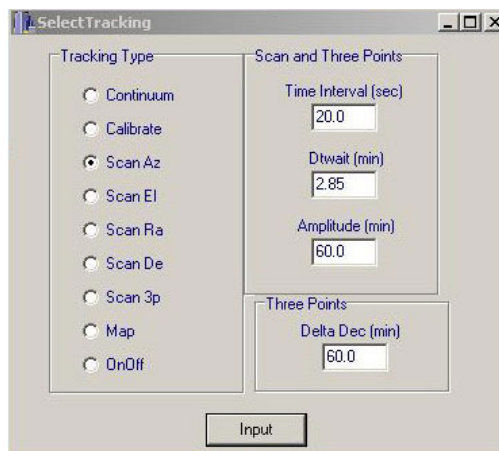 SelectTracking
Tracking Type
Continuum
Calibrate
Scan Az
Scan El
Scan Ra
Scan De
Scan 3p
Map
OnOff
Scan and Three Points
Time Interval (sec)
20.0
Dtwait (min)
2.85
Amplitude (min)
60.0
Three Points
Delta Dec (min)
60.0
Input